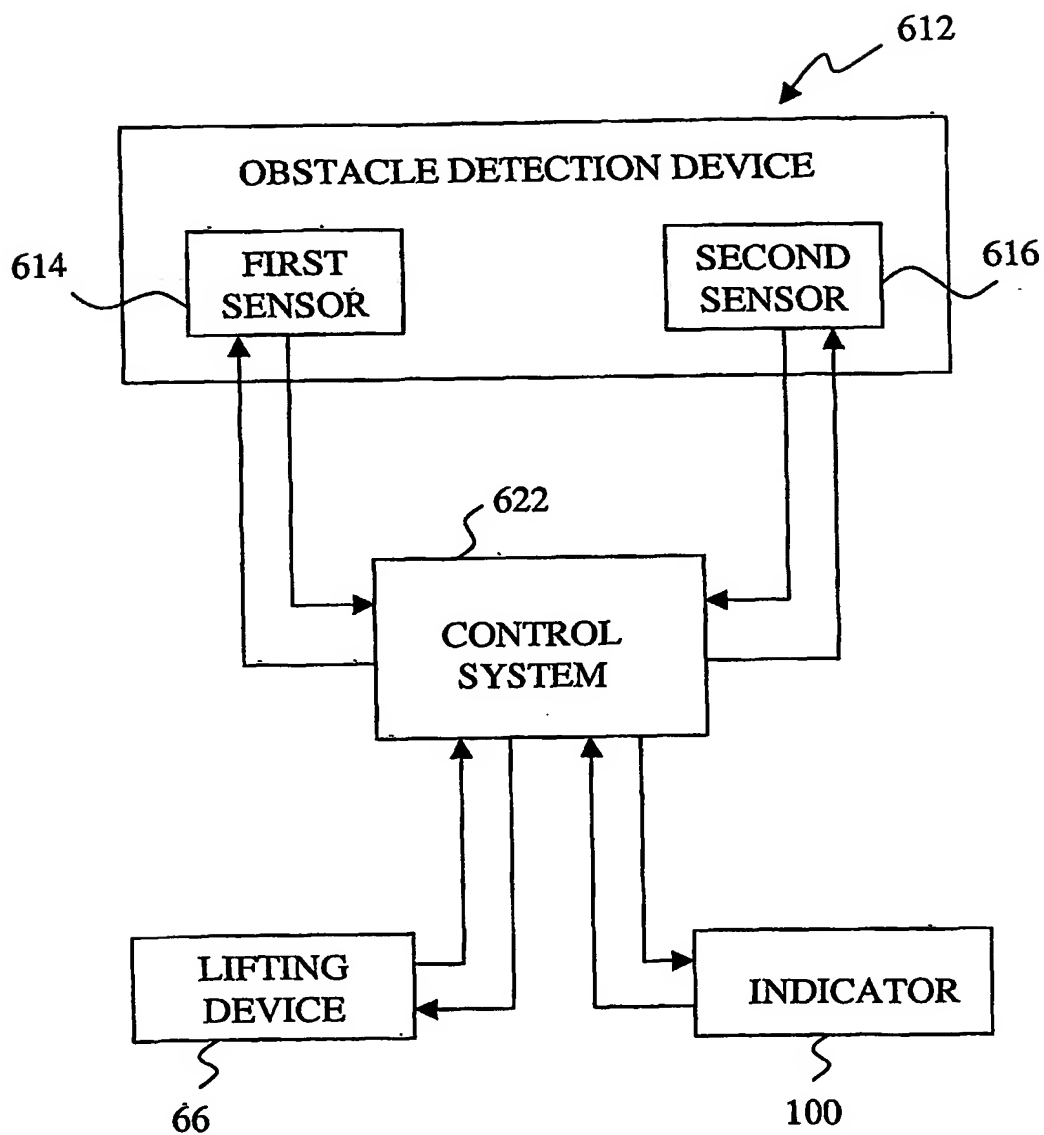 612
OBSTACLE DETECTION DEVICE
614
FIRST
SENSOR
SECOND
SENSOR
616
622
CONTROL
SYSTEM
LIFTING
DEVICE
INDICATOR
66
100